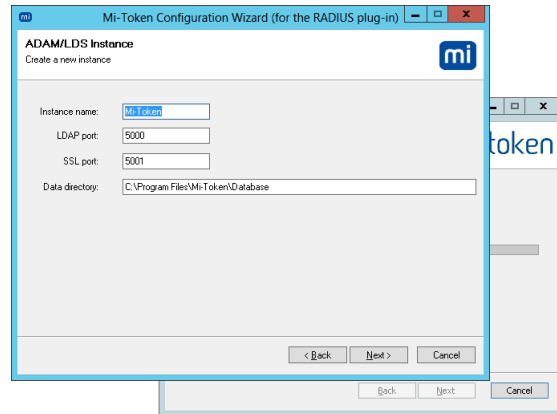 mi
Mi-Token Configuration Wizard (for the RADIUS plug-in)
ADAM/LDS Instance
Create a new instance
mi
Instance name: Mi-Token
LDAP port: 5000
SSL port: 5001
Data directory: C:\Program Files\Mi-Token\Database
< Back Next > Cancel
token
Back Next Cancel